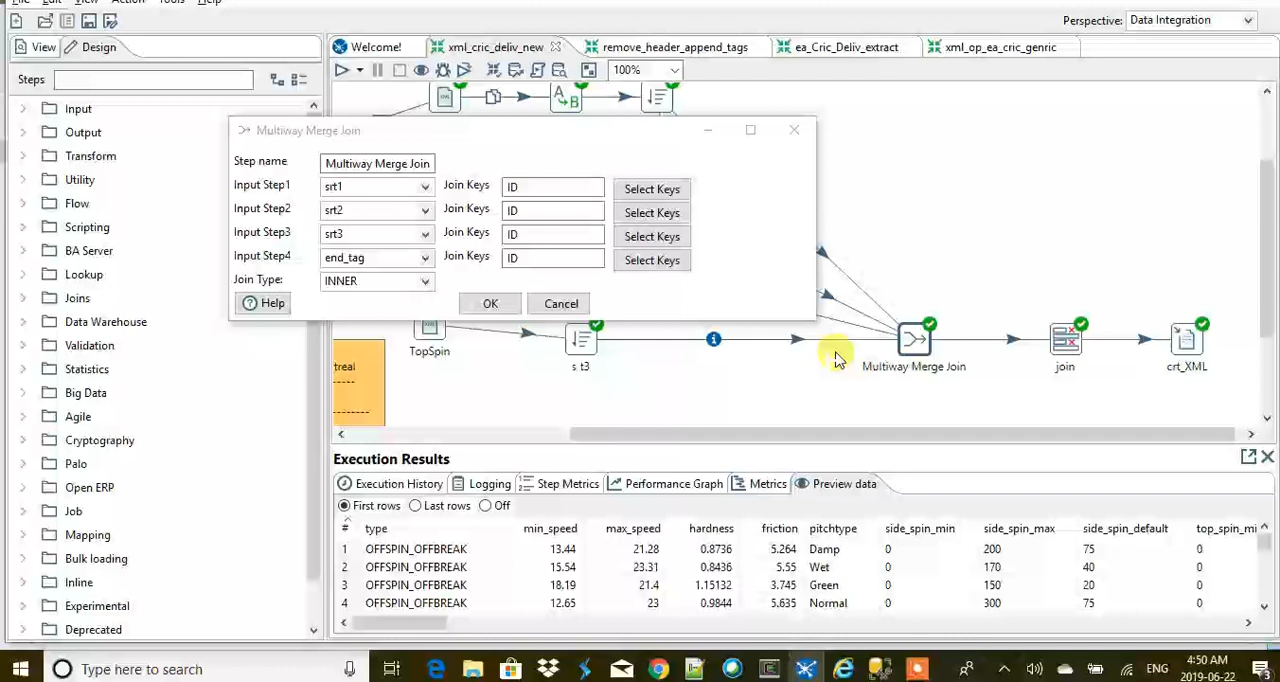 File Edit View Action Tools Help
Perspective: Data Integration
View Design
Welcome! xml_cric_deliv_new remove_header_append_tags ea_Cric_Deliv_extract xml_op_ea_cric_genric
Steps
100%
Input
Output
Transform
Utility
Flow
Scripting
BA Server
Lookup
Joins
Data Warehouse
Validation
Statistics
Big Data
Agile
Cryptography
Palo
Open ERP
Job
Mapping
Bulk loading
Inline
Experimental
Deprecated
A B
Multiway Merge Join
Step name Multiway Merge Join
Input Step1 srt1 Join Keys ID Select Keys
Input Step2 srt2 Join Keys ID Select Keys
Input Step3 srt3 Join Keys ID Select Keys
Input Step4 end_tag Join Keys ID Select Keys
Join Type: INNER
Help OK Cancel
TopSpin
s t3
Multiway Merge Join
join
crt_XML
treal
-----
------
Execution Results
Execution History Logging Step Metrics Performance Graph Metrics Preview data
First rows Last rows Off
# type min_speed max_speed hardness friction pitchtype side_spin_min side_spin_max side_spin_default top_spin_mi
1 OFFSPIN_OFFBREAK 13.44 21.28 0.8736 5.264 Damp 0 200 75 0
2 OFFSPIN_OFFBREAK 15.54 23.31 0.8436 5.55 Wet 0 170 40 0
3 OFFSPIN_OFFBREAK 18.19 21.4 1.15132 3.745 Green 0 150 20 0
4 OFFSPIN_OFFBREAK 12.65 23 0.9844 5.635 Normal 0 300 75 0
Type here to search
ENG
4:50 AM
2019-06-22